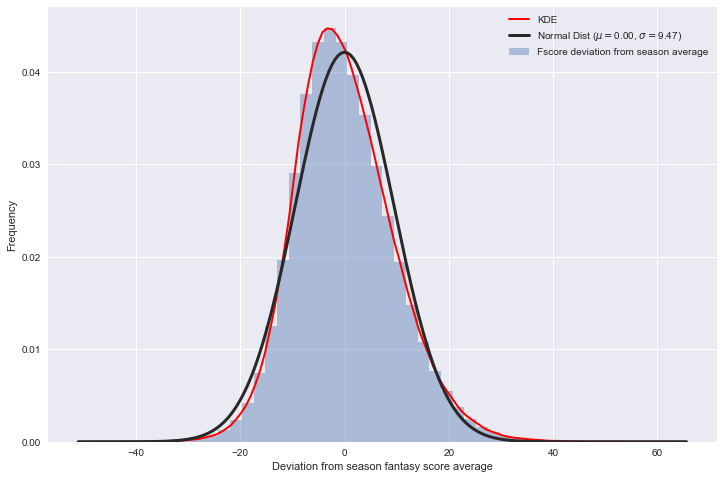 KDE
Normal Dist (μ = 0.00, σ = 9.47)
Fscore deviation from season average
0.04
0.03
0.02
0.01
0.00
Frequency
−40
−20
0
20
40
60
Deviation from season fantasy score average